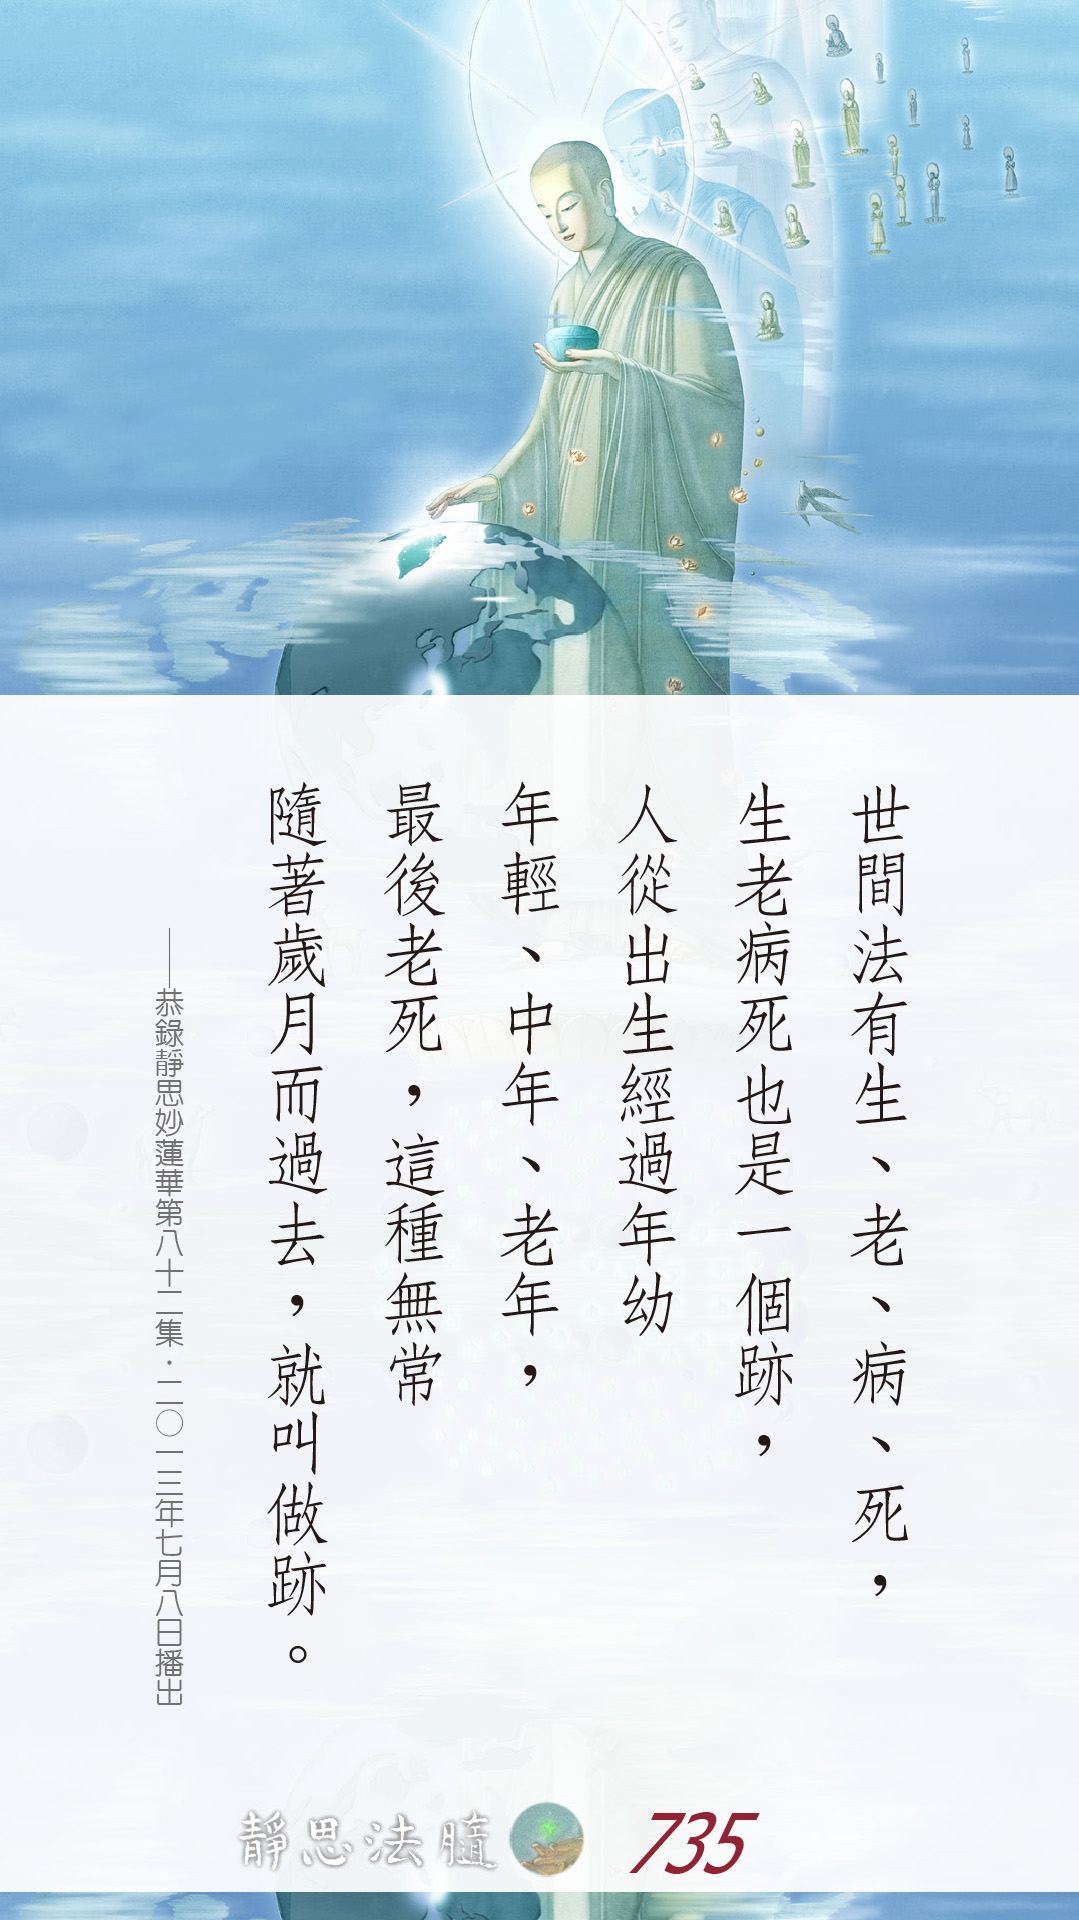 世間法有生、老、病、死，
生老病死也是一個跡，
人從出生經過年幼
年輕、中年、老年，
最後老死，這種無常
隨著歲月而過去，就叫做跡。
——恭錄靜思妙蓮華第八十二集・二〇一三年七月八日播出
靜思法髓
735